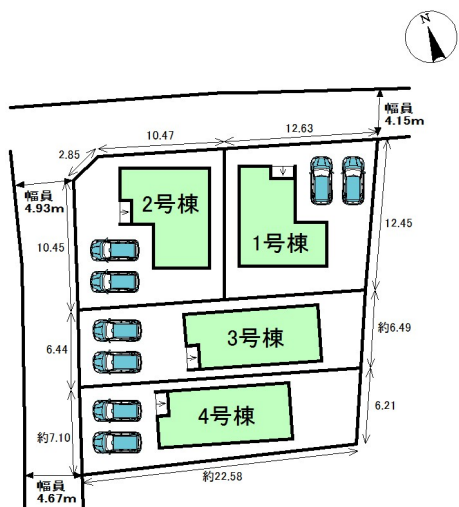 N
幅員
4.15m
10.47
12.63
2.85
幅員
4.93m
2号棟
1号棟
10.45
12.45
3号棟
約6.49
6.44
4号棟
6.21
約7.10
約22.58
幅員
4.67m